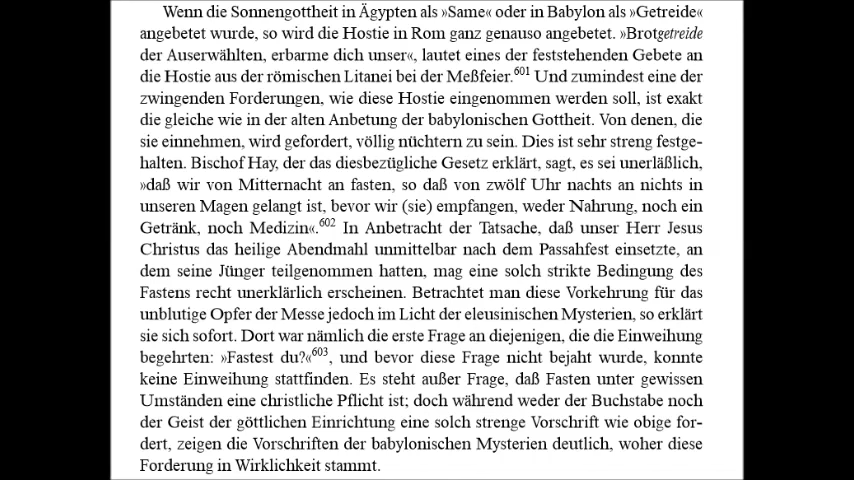 Wenn die Sonnengottheit in Ägypten als »Same« oder in Babylon als »Getreide«
angebetet wurde, so wird die Hostie in Rom ganz genauso angebetet. »Brotgetreide
der Auserwählten, erbarme dich unser«, lautet eines der feststehenden Gebete an
die Hostie aus der römischen Litanei bei der Meßfeier.601 Und zumindest eine der
zwingenden Forderungen, wie diese Hostie eingenommen werden soll, ist exakt
die gleiche wie in der alten Anbetung der babylonischen Gottheit. Von denen, die
sie einnehmen, wird gefordert, völlig nüchtern zu sein. Dies ist sehr streng festge-
halten. Bischof Hay, der das diesbezügliche Gesetz erklärt, sagt, es sei unerläßlich,
»daß wir von Mitternacht an fasten, so daß von zwölf Uhr nachts an nichts in
unseren Magen gelangt ist, bevor wir (sie) empfangen, weder Nahrung, noch ein
Getränk, noch Medizin«.602 In Anbetracht der Tatsache, daß unser Herr Jesus
Christus das heilige Abendmahl unmittelbar nach dem Passahfest einsetzte, an
dem seine Jünger teilgenommen hatten, mag eine solch strikte Bedingung des
Fastens recht unerklärlich erscheinen. Betrachtet man diese Vorkehrung für das
unblutige Opfer der Messe jedoch im Licht der eleusinischen Mysterien, so erklärt
sie sich sofort. Dort war nämlich die erste Frage an diejenigen, die die Einweihung
begehrten: »Fastest du?«603, und bevor diese Frage nicht bejaht wurde, konnte
keine Einweihung stattfinden. Es steht außer Frage, daß Fasten unter gewissen
Umständen eine christliche Pflicht ist; doch während weder der Buchstabe noch
der Geist der göttlichen Einrichtung eine solch strenge Vorschrift wie obige for-
dert, zeigen die Vorschriften der babylonischen Mysterien deutlich, woher diese
Forderung in Wirklichkeit stammt.